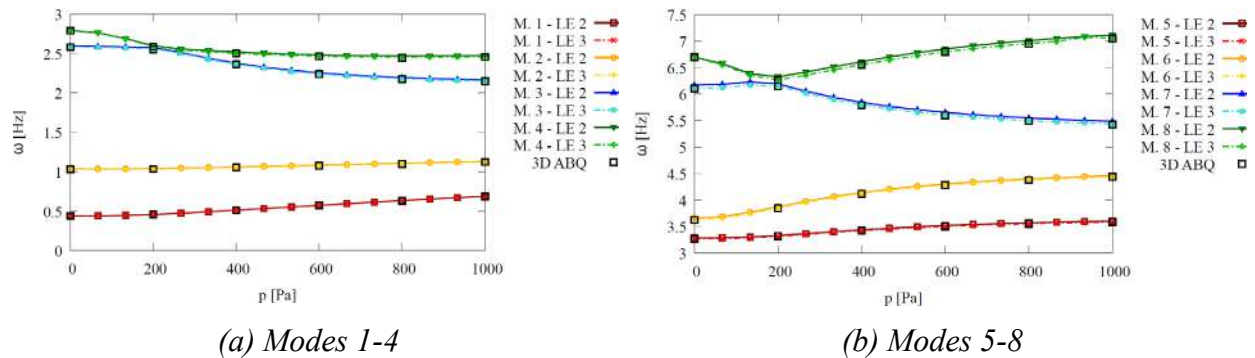 3
2.5
2
1.5
1
0.5
0
ω [Hz]
0 200 400 600 800 1000
p [Pa]
M. 1 - LE 2
M. 1 - LE 3
M. 2 - LE 2
M. 2 - LE 3
M. 3 - LE 2
M. 3 - LE 3
M. 4 - LE 2
M. 4 - LE 3
3D ABQ
(a) Modes 1-4
7.5
7
6.5
6
5.5
5
4.5
4
3.5
3
ω [Hz]
0 200 400 600 800 1000
p [Pa]
M. 5 - LE 2
M. 5 - LE 3
M. 6 - LE 2
M. 6 - LE 3
M. 7 - LE 2
M. 7 - LE 3
M. 8 - LE 2
M. 8 - LE 3
3D ABQ
(b) Modes 5-8